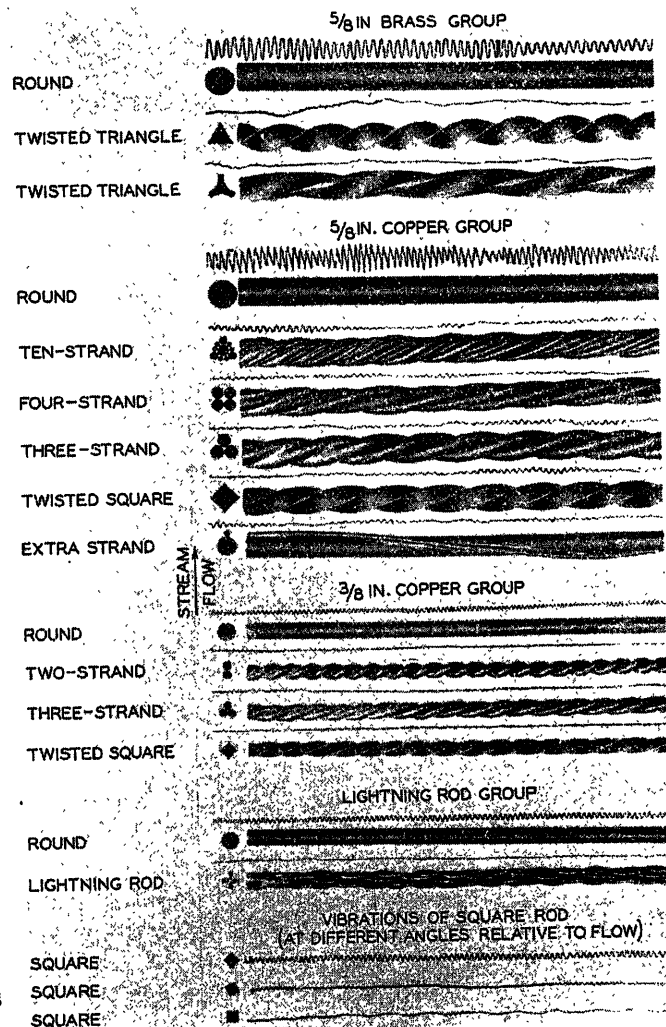 5/8 IN BRASS GROUP
ROUND
TWISTED TRIANGLE
TWISTED TRIANGLE
5/8 IN. COPPER GROUP
ROUND
TEN-STRAND
FOUR-STRAND
THREE-STRAND
TWISTED SQUARE
EXTRA STRAND
STREAM
FLOW
3/8 IN. COPPER GROUP
ROUND
TWO-STRAND
THREE-STRAND
TWISTED SQUARE
LIGHTNING ROD GROUP
ROUND
LIGHTNING ROD
VIBRATIONS OF SQUARE ROD
(AT DIFFERENT ANGLES RELATIVE TO FLOW)
SQUARE
SQUARE
SQUARE